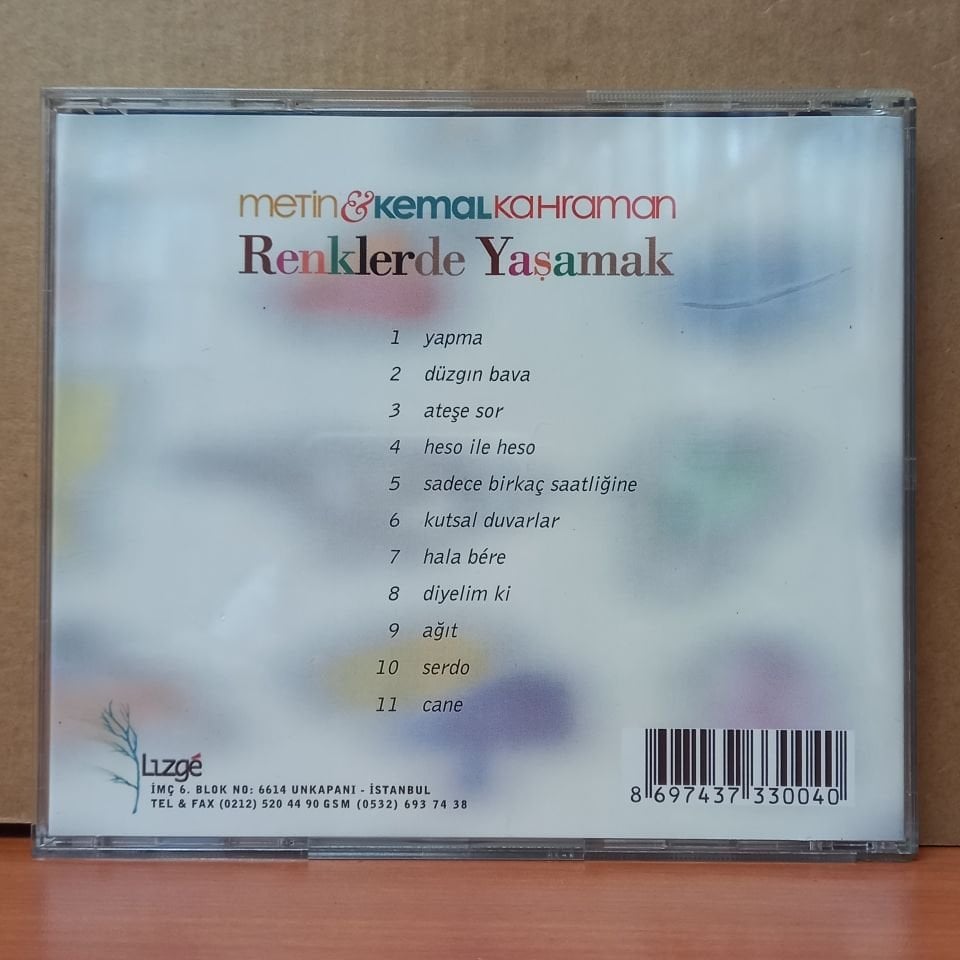 metin & kemal kahraman
Renklerde Yaşamak
1 yapma
2 düzgın bava
3 ateşe sor
4 heso ile heso
5 sadece birkaç saatliğine
6 kutsal duvarlar
7 hala bére
8 diyelim ki
9 ağıt
10 serdo
11 cane
Lızgé
İMÇ 6. BLOK NO: 6614 UNKAPANI - İSTANBUL
TEL & FAX (0212) 520 44 90 GSM (0532) 693 74 38
8 697437 330040